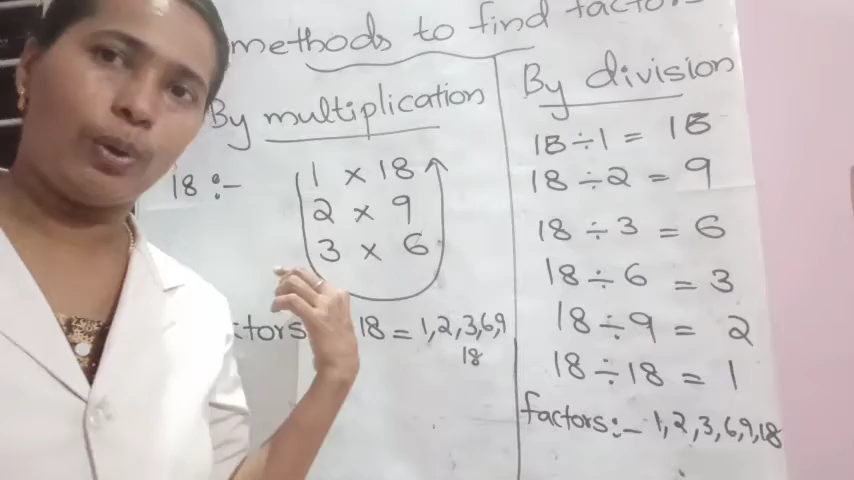 methods to find factors
By multiplication
18 :-
1 × 18
2 × 9
3 × 6
ctors 18 = 1,2,3,6,9
18
By division
18 ÷ 1 = 18
18 ÷ 2 = 9
18 ÷ 3 = 6
18 ÷ 6 = 3
18 ÷ 9 = 2
18 ÷ 18 = 1
factors:- 1,2,3,6,9,18